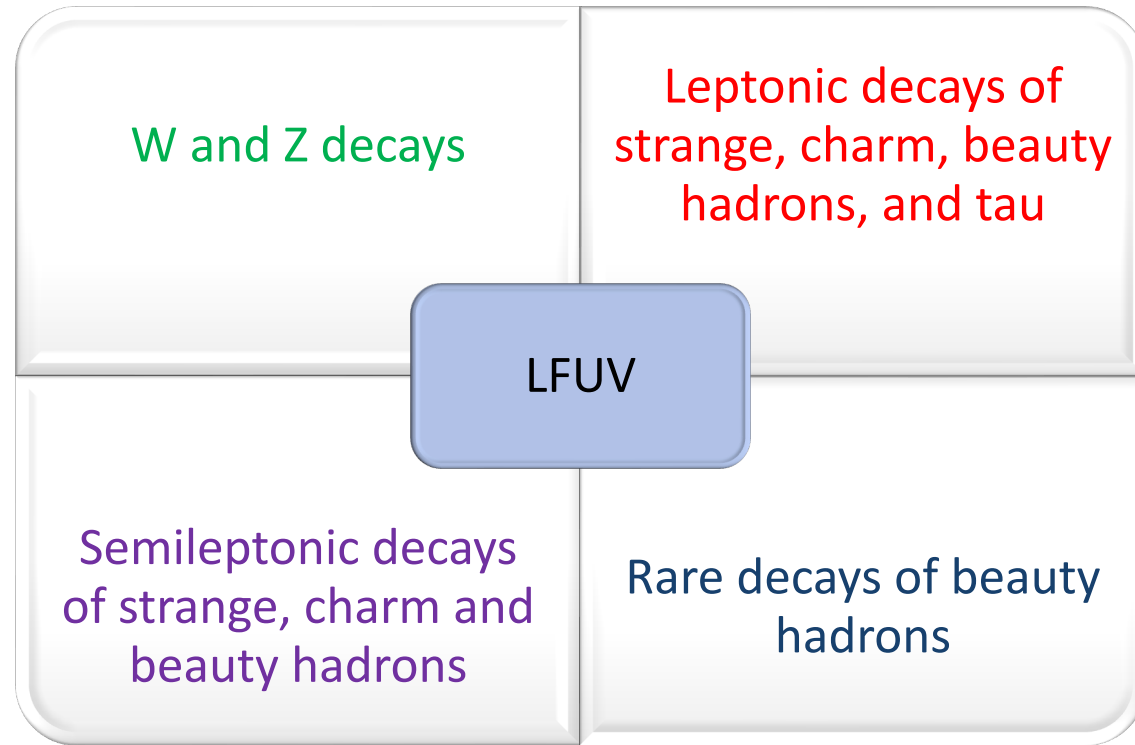 W and Z decays
Leptonic decays of
strange, charm, beauty
hadrons, and tau
LFUV
Semileptonic decays
of strange, charm and
beauty hadrons
Rare decays of beauty
hadrons